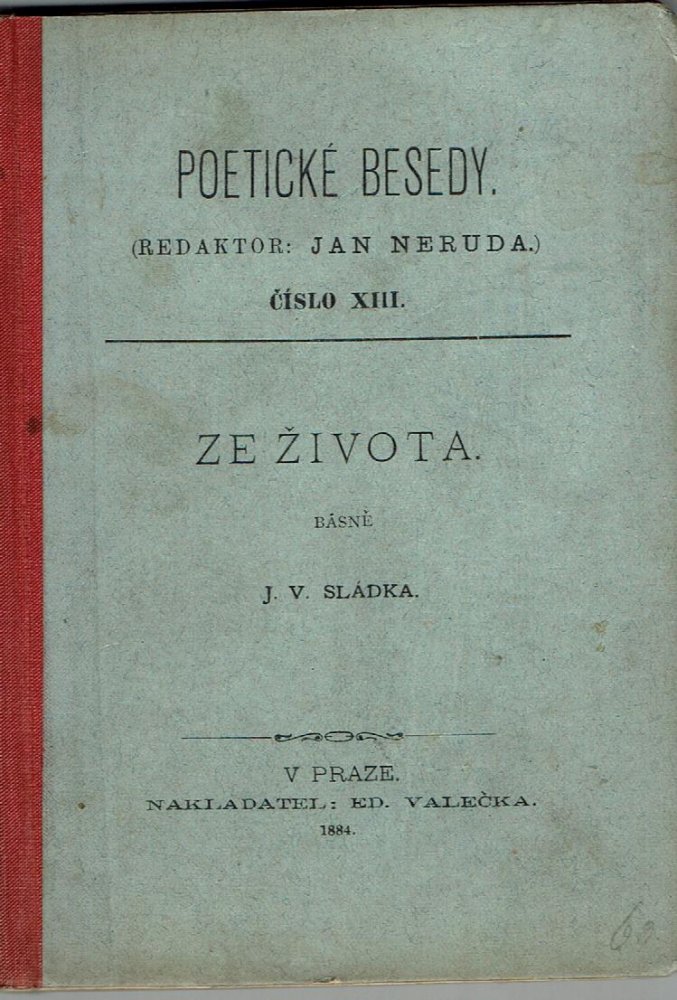 POETICKÉ BESEDY.
(REDAKTOR: JAN NERUDA.)
ČÍSLO XIII.
ZE ŽIVOTA.
BÁSNĚ
J. V. SLÁDKA.
V PRAZE.
NAKLADATEL: ED. VALEČKA.
1884.